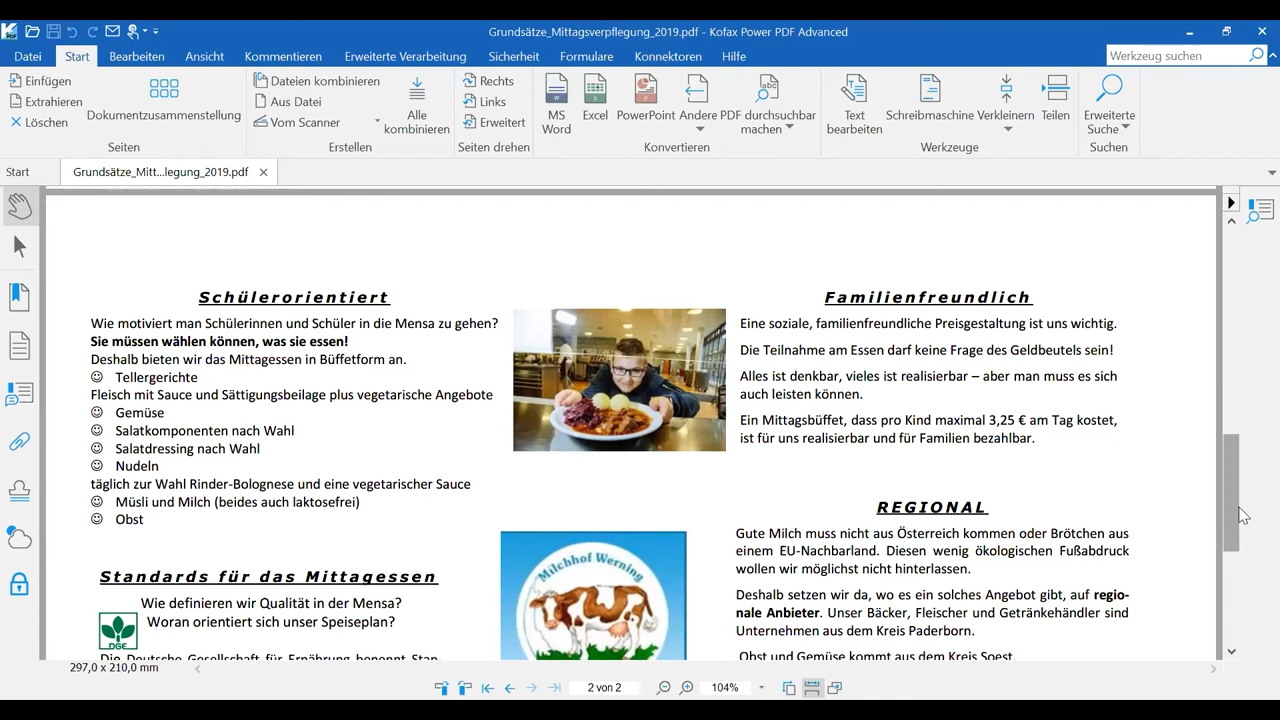 Grundsätze_Mittagsverpflegung_2019.pdf - Kofax Power PDF Advanced
Datei Start Bearbeiten Ansicht Kommentieren Erweiterte Verarbeitung Sicherheit Formulare Konnektoren Hilfe
Werkzeug suchen
Einfügen
Extrahieren
Löschen
Dokumentzusammenstellung
Seiten
Dateien kombinieren
Aus Datei
Vom Scanner
Alle
kombinieren
Erstellen
Rechts
Links
Erweitert
Seiten drehen
MS
Word
Excel
PowerPoint
Andere
PDF durchsuchbar
machen
Konvertieren
Text
bearbeiten
Schreibmaschine
Verkleinern
Teilen
Werkzeuge
Erweiterte
Suche
Suchen
Start
Grundsätze_Mitt...legung_2019.pdf
Schülerorientiert
Wie motiviert man Schülerinnen und Schüler in die Mensa zu gehen?
Sie müssen wählen können, was sie essen!
Deshalb bieten wir das Mittagessen in Büffetform an.
☺ Tellergerichte
Fleisch mit Sauce und Sättigungsbeilage plus vegetarische Angebote
☺ Gemüse
☺ Salatkomponenten nach Wahl
☺ Salatdressing nach Wahl
☺ Nudeln
täglich zur Wahl Rinder-Bolognese und eine vegetarischer Sauce
☺ Müsli und Milch (beides auch laktosefrei)
☺ Obst
Standards für das Mittagessen
Wie definieren wir Qualität in der Mensa?
Woran orientiert sich unser Speiseplan?
DGE
Die Deutsche Gesellschaft für Ernährung benennt Stan-
Milchhof Werning
Familienfreundlich
Eine soziale, familienfreundliche Preisgestaltung ist uns wichtig.
Die Teilnahme am Essen darf keine Frage des Geldbeutels sein!
Alles ist denkbar, vieles ist realisierbar – aber man muss es sich
auch leisten können.
Ein Mittagsbüffet, dass pro Kind maximal 3,25 € am Tag kostet,
ist für uns realisierbar und für Familien bezahlbar.
REGIONAL
Gute Milch muss nicht aus Österreich kommen oder Brötchen aus
einem EU-Nachbarland. Diesen wenig ökologischen Fußabdruck
wollen wir möglichst nicht hinterlassen.
Deshalb setzen wir da, wo es ein solches Angebot gibt, auf regio-
nale Anbieter. Unser Bäcker, Fleischer und Getränkehändler sind
Unternehmen aus dem Kreis Paderborn.
Obst und Gemüse kommt aus dem Kreis Soest.
297,0 x 210,0 mm
2 von 2
104%